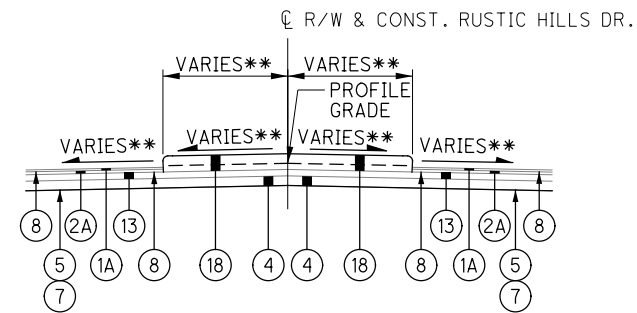 ℄ R/W & CONST. RUSTIC HILLS DR.
VARIES** VARIES**
PROFILE
GRADE
VARIES** VARIES** VARIES** VARIES**
8 2A 13 13 2A 8
5 1A 8 18 4 4 18 8 1A 5
7 7